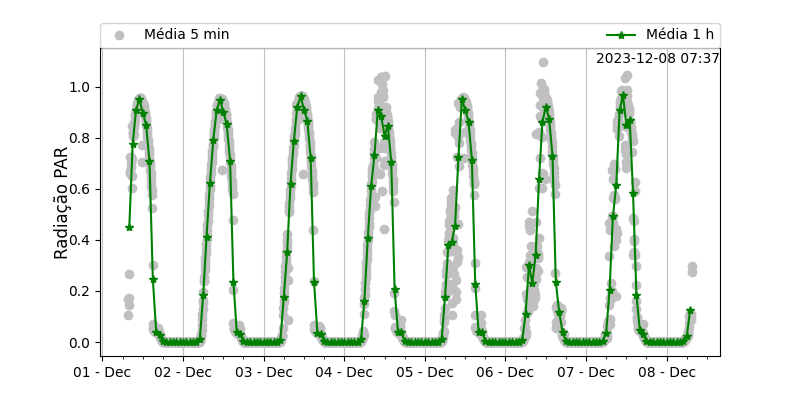 Média 5 min
Média 1 h
2023-12-08 07:37
Radiação PAR
1.0
0.8
0.6
0.4
0.2
0.0
01 - Dec
02 - Dec
03 - Dec
04 - Dec
05 - Dec
06 - Dec
07 - Dec
08 - Dec